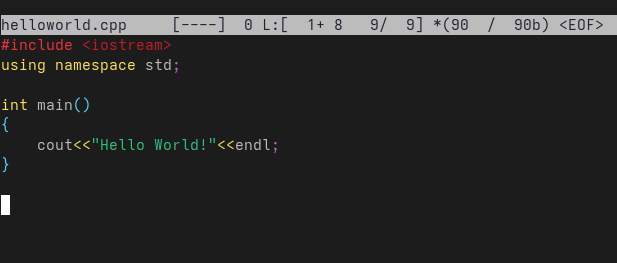 helloworld.cpp     [----]  0 L:[  1+ 8   9/  9] *(90  /  90b) <EOF>
#include <iostream>
using namespace std;
int main()
{
    cout<<"Hello World!"<<endl;
}